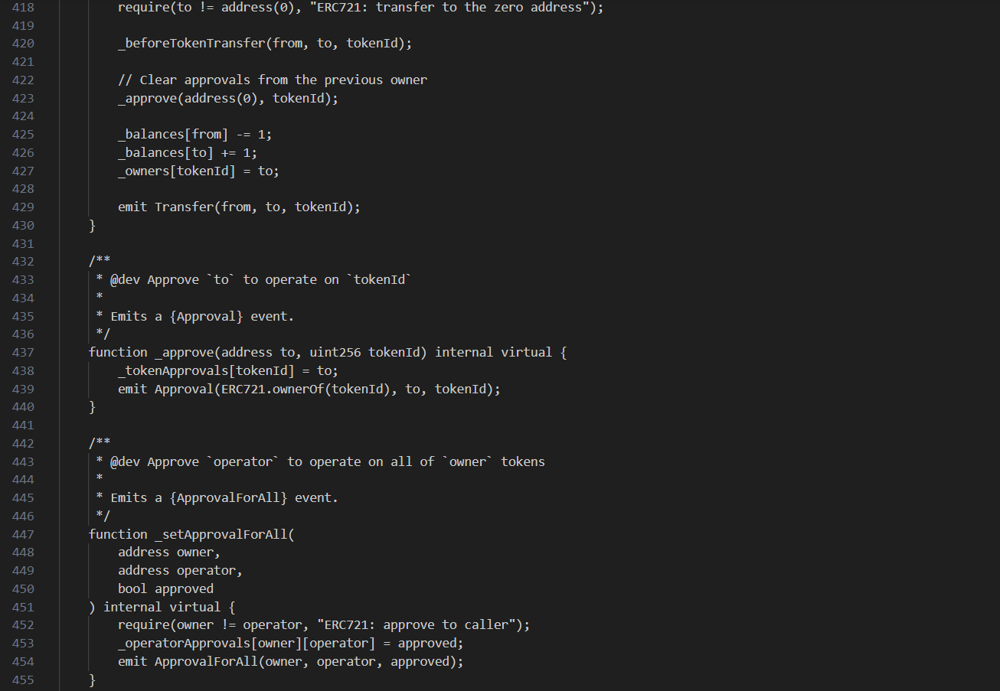 418 require(to != address(0), "ERC721: transfer to the zero address");
419
420 _beforeTokenTransfer(from, to, tokenId);
421
422 // Clear approvals from the previous owner
423 _approve(address(0), tokenId);
424
425 _balances[from] -= 1;
426 _balances[to] += 1;
427 _owners[tokenId] = to;
428
429 emit Transfer(from, to, tokenId);
430 }
431
432 /**
433 * @dev Approve `to` to operate on `tokenId`
434 *
435 * Emits a {Approval} event.
436 */
437 function _approve(address to, uint256 tokenId) internal virtual {
438 _tokenApprovals[tokenId] = to;
439 emit Approval(ERC721.ownerOf(tokenId), to, tokenId);
440 }
441
442 /**
443 * @dev Approve `operator` to operate on all of `owner` tokens
444 *
445 * Emits a {ApprovalForAll} event.
446 */
447 function _setApprovalForAll(
448 address owner,
449 address operator,
450 bool approved
451 ) internal virtual {
452 require(owner != operator, "ERC721: approve to caller");
453 _operatorApprovals[owner][operator] = approved;
454 emit ApprovalForAll(owner, operator, approved);
455 }